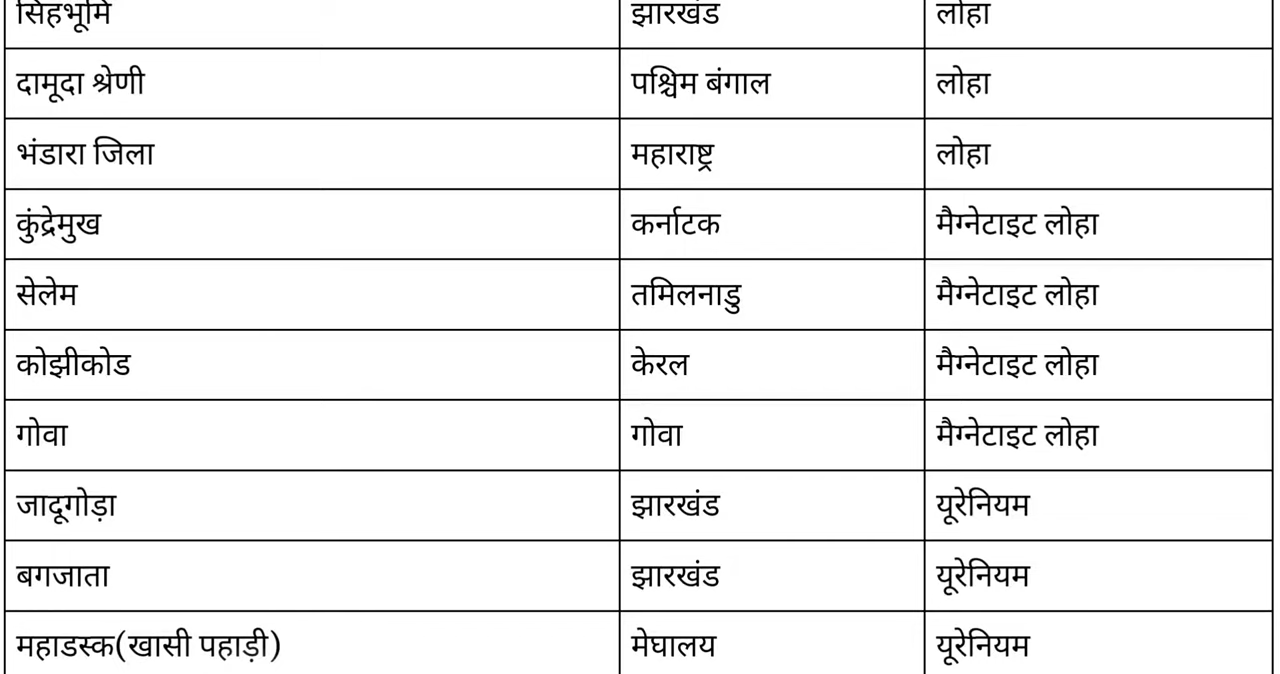 सिंहभूमि झारखंड लोहा
दामूदा श्रेणी पश्चिम बंगाल लोहा
भंडारा जिला महाराष्ट्र लोहा
कुंद्रेमुख कर्नाटक मैग्नेटाइट लोहा
सेलेम तमिलनाडु मैग्नेटाइट लोहा
कोझीकोड केरल मैग्नेटाइट लोहा
गोवा गोवा मैग्नेटाइट लोहा
जादूगोड़ा झारखंड यूरेनियम
बगजाता झारखंड यूरेनियम
महाडस्क(खासी पहाड़ी) मेघालय यूरेनियम